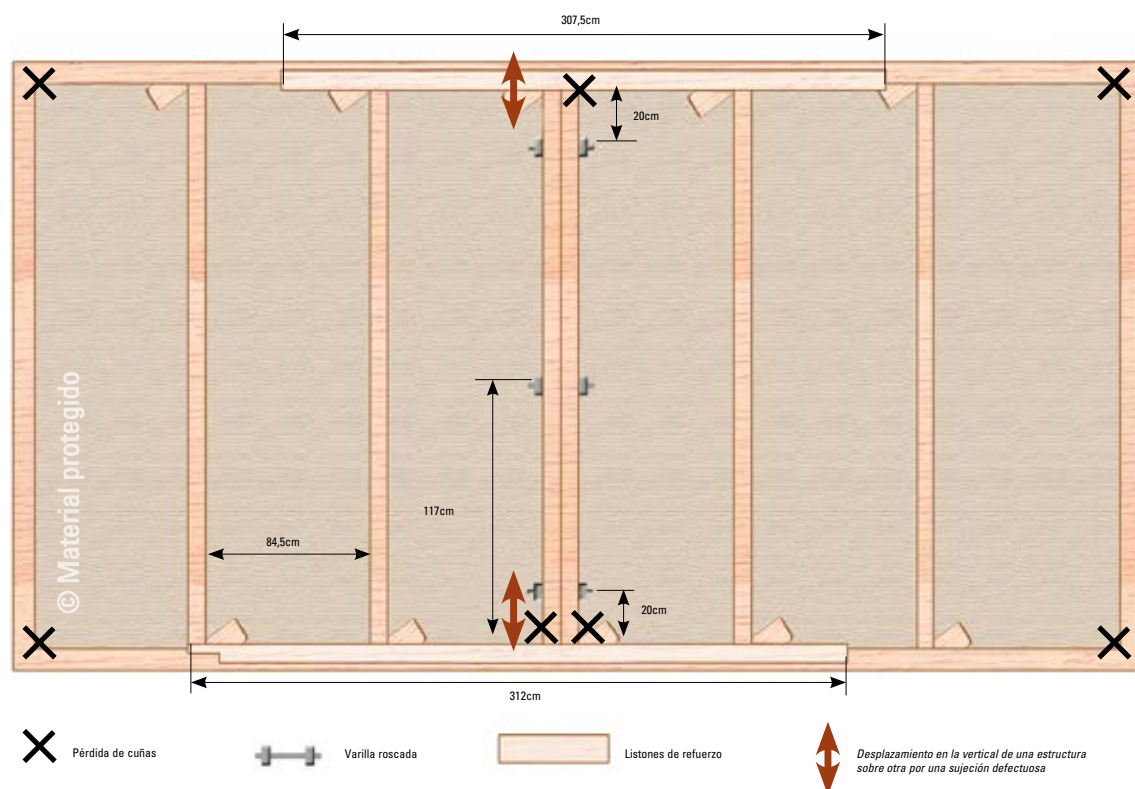 307,5cm
20cm
117cm
84,5cm
20cm
312cm
© Material protegido
Pérdida de cuñas
Varilla roscada
Listones de refuerzo
Desplazamiento en la vertical de una estructura
sobre otra por una sujeción defectuosa